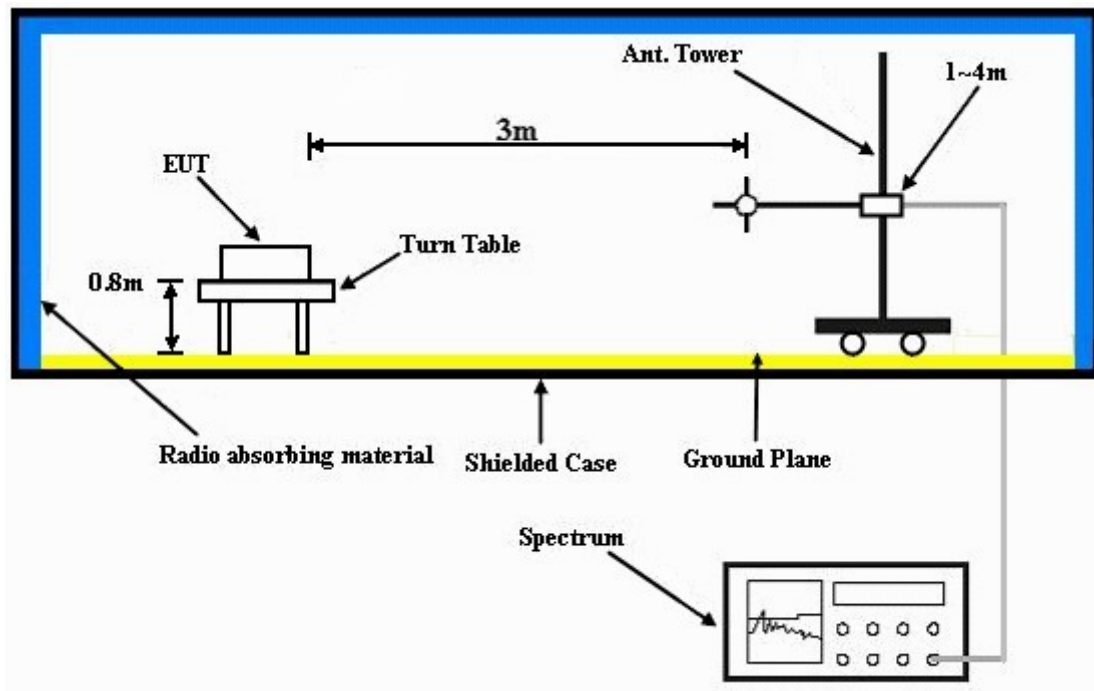 Ant. Tower
1~4m
3m
EUT
Turn Table
0.8m
Radio absorbing material
Shielded Case
Ground Plane
Spectrum